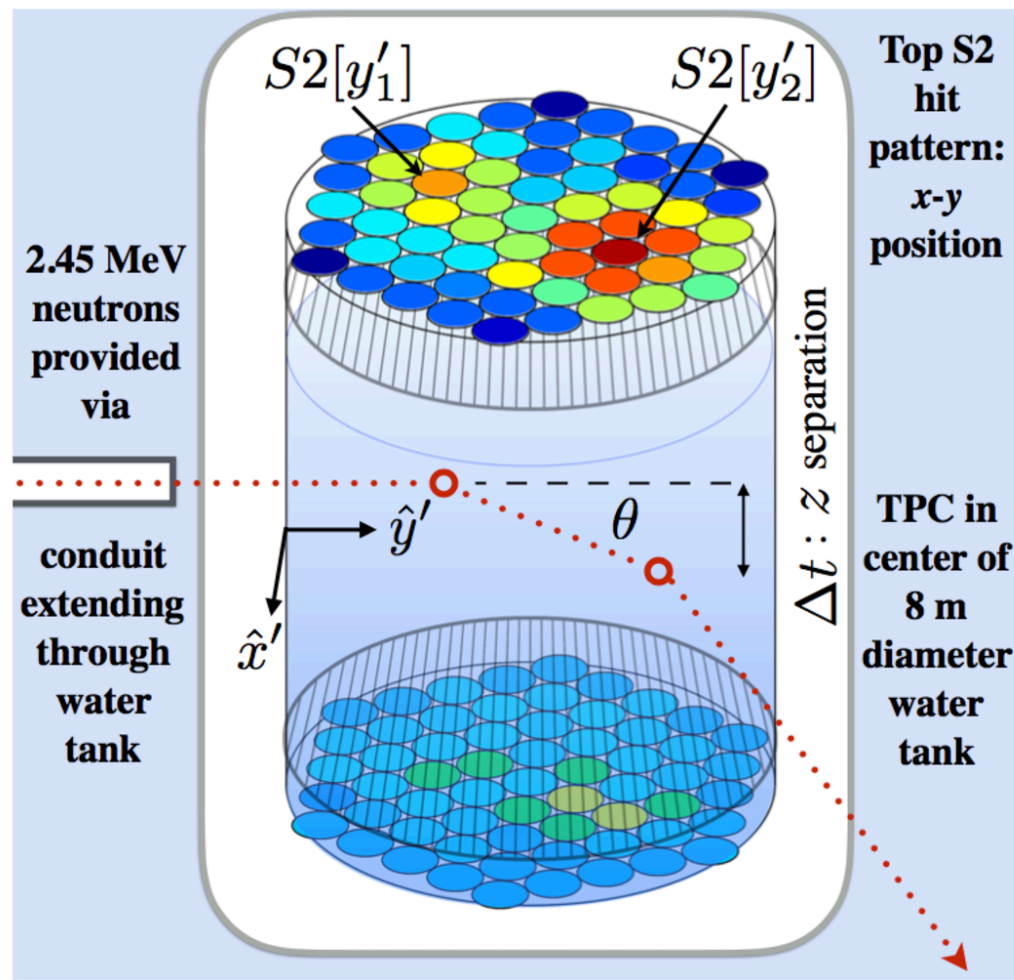 S2[y′₁]
S2[y′₂]
Top S2
hit
pattern:
x-y
position
2.45 MeV
neutrons
provided
via
conduit
extending
through
water
tank
ŷ′
x̂′
θ
Δt : z separation
TPC in
center of
8 m
diameter
water
tank